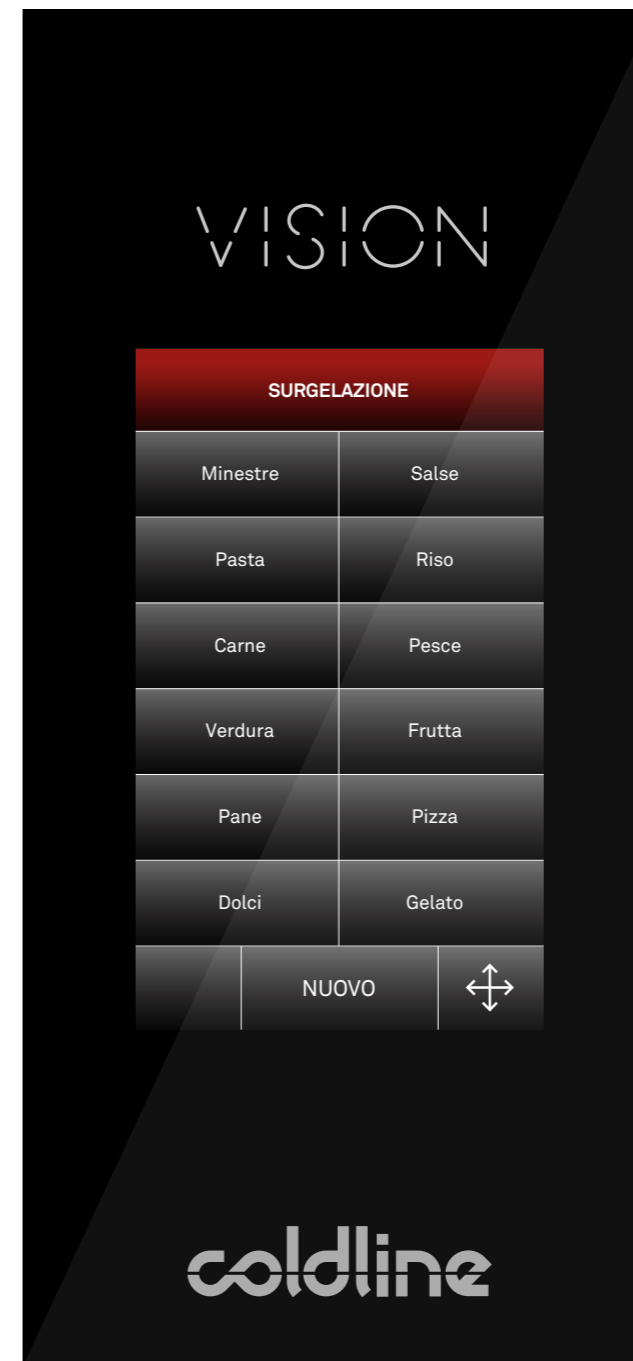 VISION
SURGELAZIONE
Minestre Salse
Pasta Riso
Carne Pesce
Verdura Frutta
Pane Pizza
Dolci Gelato
NUOVO
coldline